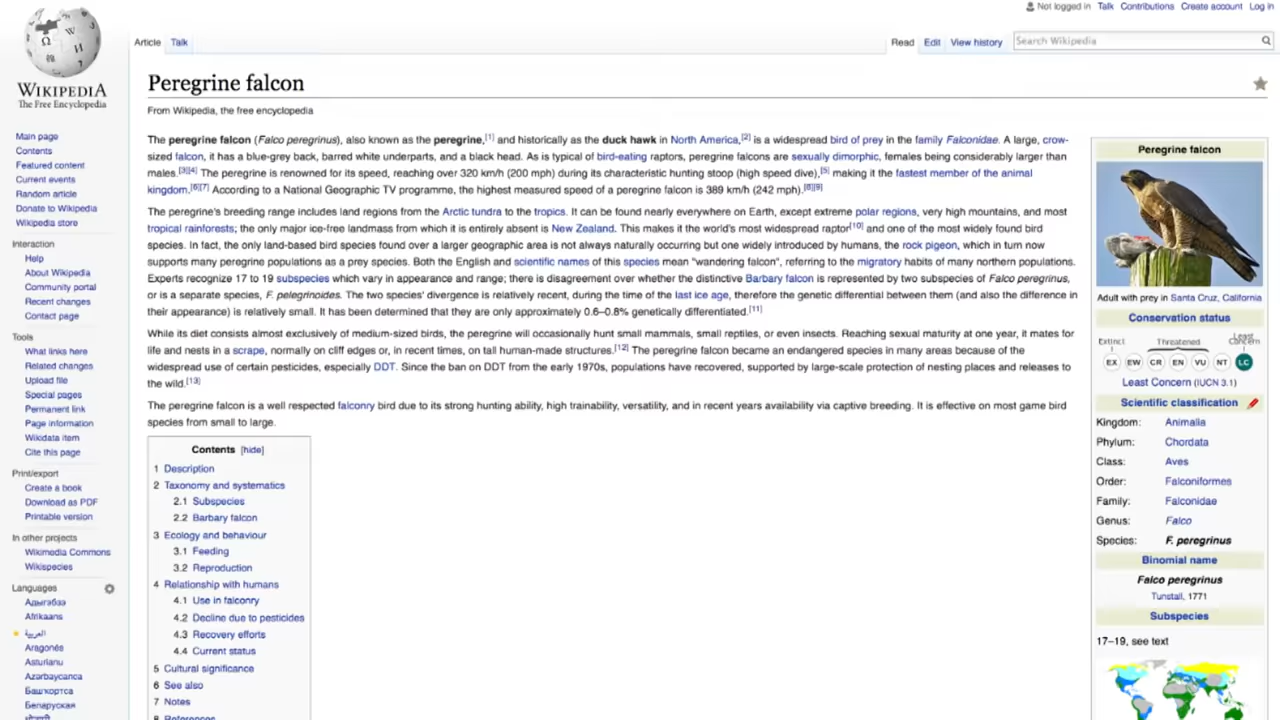 Not logged in Talk Contributions Create account Log in
Article Talk
Read Edit View history
Search Wikipedia
WIKIPEDIA
The Free Encyclopedia
Main page
Contents
Featured content
Current events
Random article
Donate to Wikipedia
Wikipedia store
Interaction
Help
About Wikipedia
Community portal
Recent changes
Contact page
Tools
What links here
Related changes
Upload file
Special pages
Permanent link
Page information
Wikidata item
Cite this page
Print/export
Create a book
Download as PDF
Printable version
In other projects
Wikimedia Commons
Wikispecies
Languages
Адыгэбзэ
Afrikaans
العربية
Aragonés
Asturianu
Azərbaycanca
Башҡортса
Беларуская
Peregrine falcon
From Wikipedia, the free encyclopedia
The peregrine falcon (Falco peregrinus), also known as the peregrine,[1] and historically as the duck hawk in North America,[2] is a widespread bird of prey in the family Falconidae. A large, crow-
sized falcon, it has a blue-grey back, barred white underparts, and a black head. As is typical of bird-eating raptors, peregrine falcons are sexually dimorphic, females being considerably larger than
males.[3][4] The peregrine is renowned for its speed, reaching over 320 km/h (200 mph) during its characteristic hunting stoop (high speed dive),[5] making it the fastest member of the animal
kingdom.[6][7] According to a National Geographic TV programme, the highest measured speed of a peregrine falcon is 389 km/h (242 mph).[8][9]
The peregrine's breeding range includes land regions from the Arctic tundra to the tropics. It can be found nearly everywhere on Earth, except extreme polar regions, very high mountains, and most
tropical rainforests; the only major ice-free landmass from which it is entirely absent is New Zealand. This makes it the world's most widespread raptor[10] and one of the most widely found bird
species. In fact, the only land-based bird species found over a larger geographic area is not always naturally occurring but one widely introduced by humans, the rock pigeon, which in turn now
supports many peregrine populations as a prey species. Both the English and scientific names of this species mean "wandering falcon", referring to the migratory habits of many northern populations.
Experts recognize 17 to 19 subspecies which vary in appearance and range; there is disagreement over whether the distinctive Barbary falcon is represented by two subspecies of Falco peregrinus,
or is a separate species, F. pelegrinoides. The two species' divergence is relatively recent, during the time of the last ice age, therefore the genetic differential between them (and also the difference in
their appearance) is relatively small. It has been determined that they are only approximately 0.6–0.8% genetically differentiated.[11]
While its diet consists almost exclusively of medium-sized birds, the peregrine will occasionally hunt small mammals, small reptiles, or even insects. Reaching sexual maturity at one year, it mates for
life and nests in a scrape, normally on cliff edges or, in recent times, on tall human-made structures.[12] The peregrine falcon became an endangered species in many areas because of the
widespread use of certain pesticides, especially DDT. Since the ban on DDT from the early 1970s, populations have recovered, supported by large-scale protection of nesting places and releases to
the wild.[13]
The peregrine falcon is a well respected falconry bird due to its strong hunting ability, high trainability, versatility, and in recent years availability via captive breeding. It is effective on most game bird
species from small to large.
Contents [hide]
1 Description
2 Taxonomy and systematics
2.1 Subspecies
2.2 Barbary falcon
3 Ecology and behaviour
3.1 Feeding
3.2 Reproduction
4 Relationship with humans
4.1 Use in falconry
4.2 Decline due to pesticides
4.3 Recovery efforts
4.4 Current status
5 Cultural significance
6 See also
7 Notes
8 References
Peregrine falcon
Adult with prey in Santa Cruz, California
Conservation status
Extinct Threatened Least Concern
EX EW CR EN VU NT LC
Least Concern (IUCN 3.1)
Scientific classification
Kingdom: Animalia
Phylum: Chordata
Class: Aves
Order: Falconiformes
Family: Falconidae
Genus: Falco
Species: F. peregrinus
Binomial name
Falco peregrinus
Tunstall, 1771
Subspecies
17–19, see text